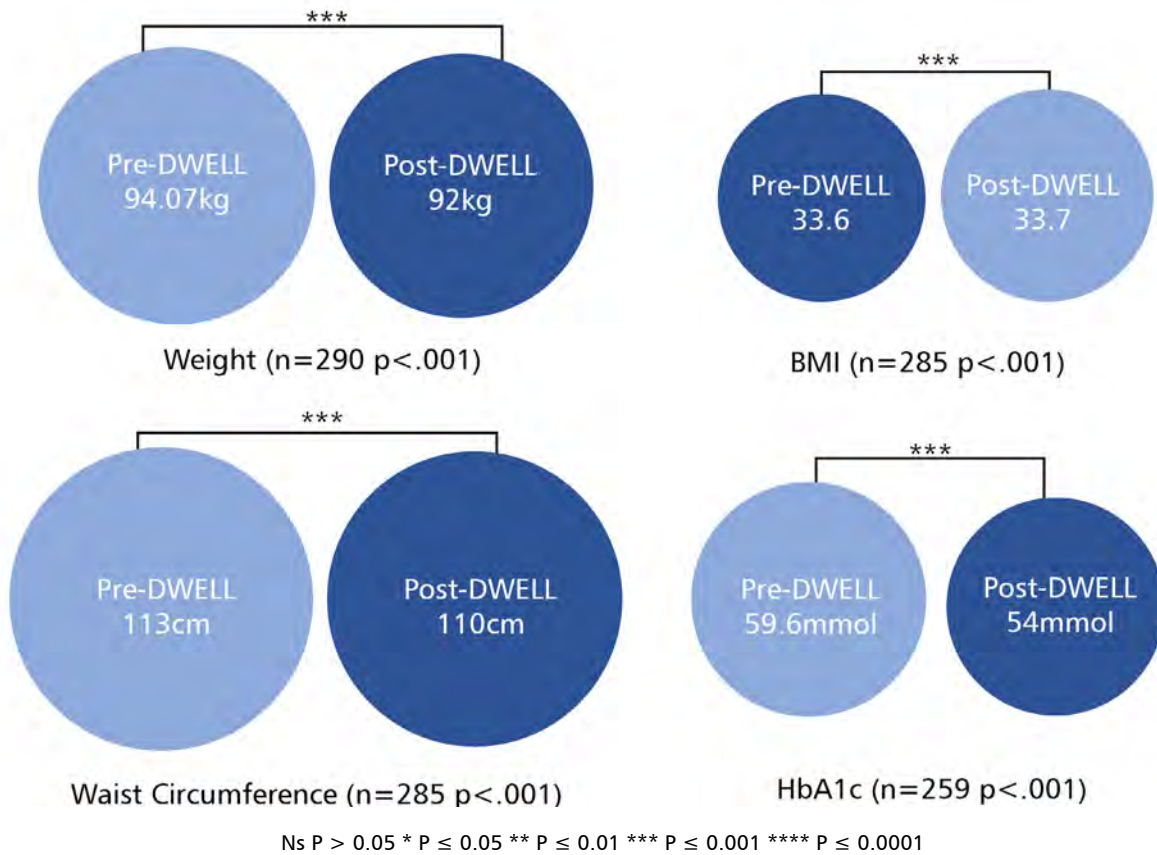 ***
Pre-DWELL
94.07kg
Post-DWELL
92kg
Weight (n=290 p<.001)
***
Pre-DWELL
33.6
Post-DWELL
33.7
BMI (n=285 p<.001)
***
Pre-DWELL
113cm
Post-DWELL
110cm
Waist Circumference (n=285 p<.001)
***
Pre-DWELL
59.6mmol
Post-DWELL
54mmol
HbA1c (n=259 p<.001)
Ns P > 0.05 * P ≤ 0.05 ** P ≤ 0.01 *** P ≤ 0.001 **** P ≤ 0.0001